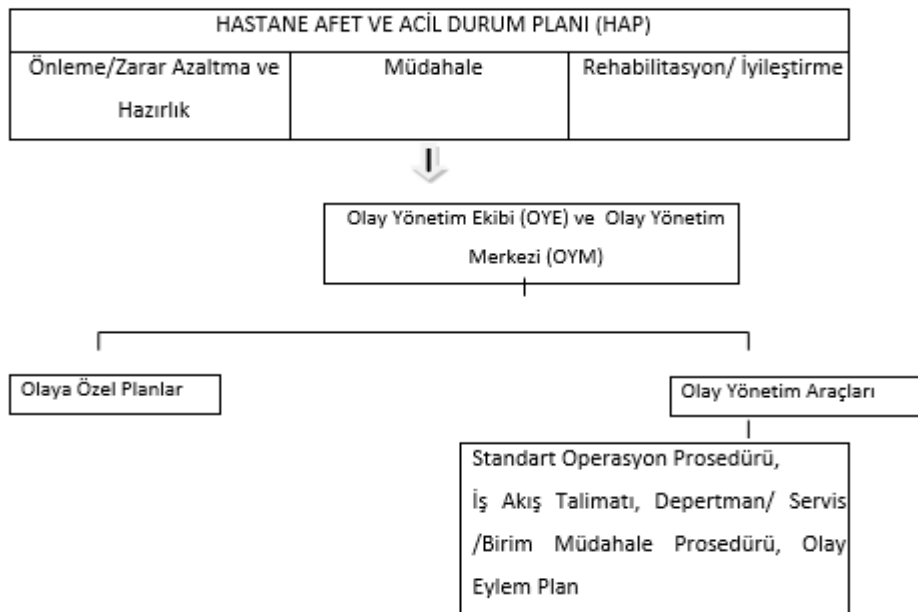 HASTANE AFET VE ACİL DURUM PLANI (HAP)
Önleme/Zarar Azaltma ve
Hazırlık
Müdahale
Rehabilitasyon/ İyileştirme
Olay Yönetim Ekibi (OYE) ve Olay Yönetim
Merkezi (OYM)
Olaya Özel Planlar
Olay Yönetim Araçları
Standart Operasyon Prosedürü,
İş Akış Talimatı, Depertman/ Servis
/Birim Müdahale Prosedürü, Olay
Eylem Plan